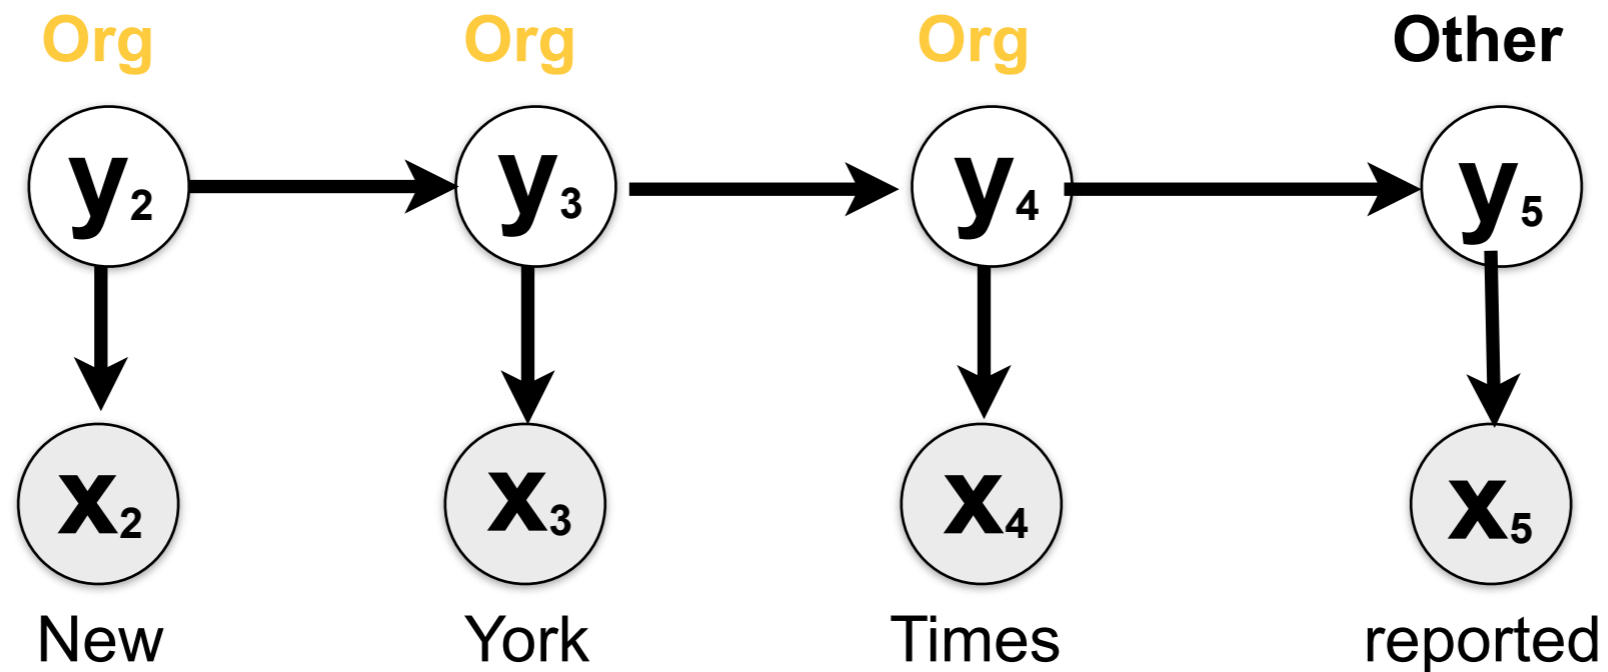 Org Org Org Other
y2 y3 y4 y5
x2 x3 x4 x5
New York Times reported